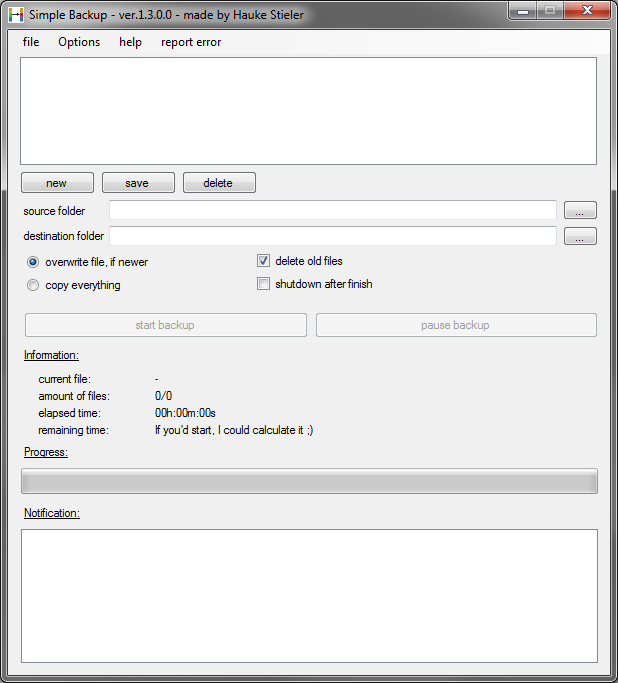 Simple Backup - ver.1.3.0.0 - made by Hauke Stieler
file Options help report error
new save delete
source folder ...
destination folder ...
overwrite file, if newer delete old files
copy everything shutdown after finish
start backup pause backup
Information:
current file: -
amount of files: 0/0
elapsed time: 00h:00m:00s
remaining time: If you'd start, I could calculate it ;)
Progress:
Notification: